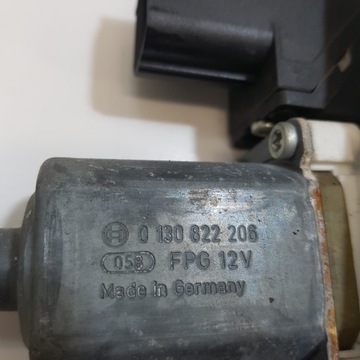 0 130 822 206
058 FPG 12V
Made in Germany